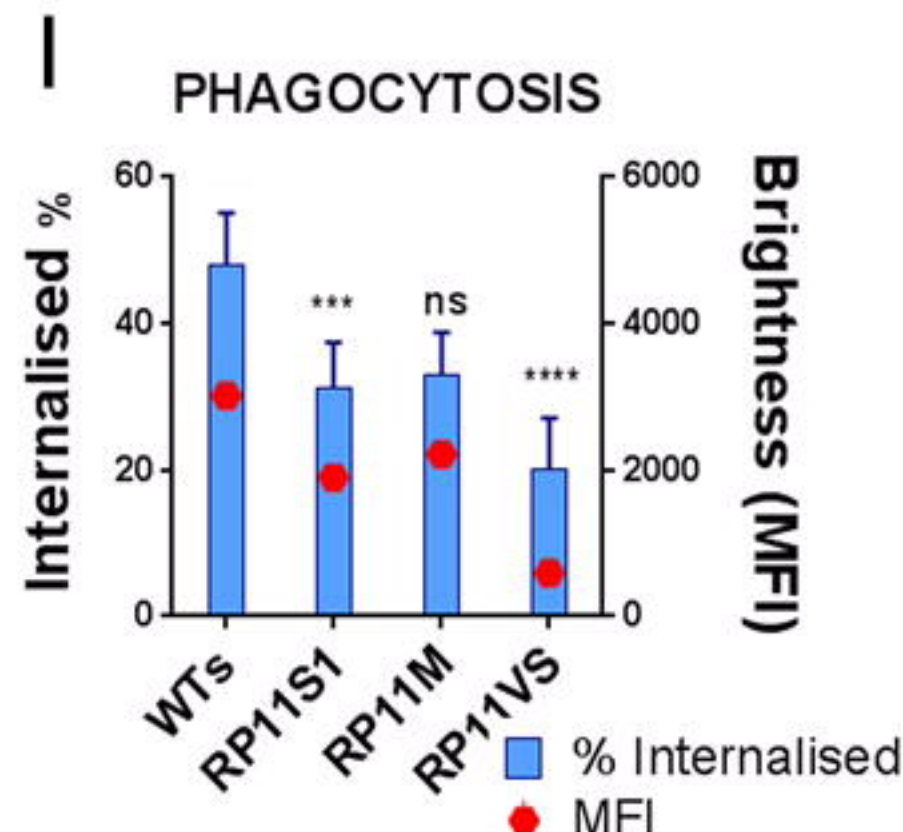 I
PHAGOCYTOSIS
Internalised %
60
40
20
0
***
ns
****
6000
4000
2000
0
Brightness (MFI)
WTs
RP11S1
RP11M
RP11VS
% Internalised
MFI